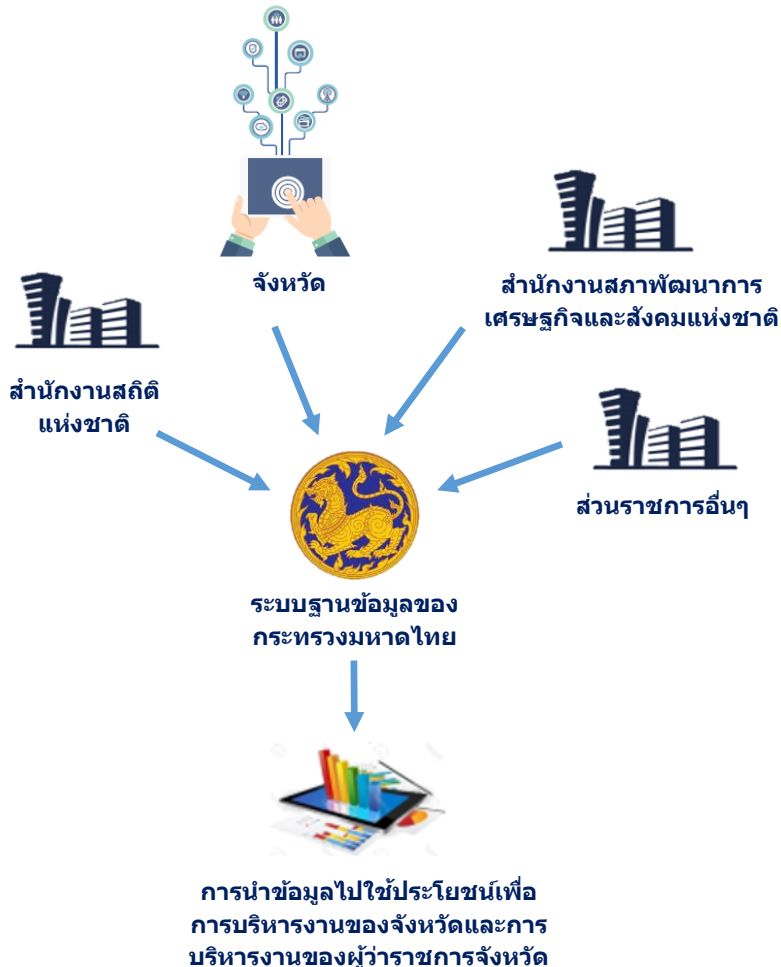 จังหวัด
สำนักงานสภาพัฒนาการ
เศรษฐกิจและสังคมแห่งชาติ
สำนักงานสถิติ
แห่งชาติ
ส่วนราชการอื่นๆ
ระบบฐานข้อมูลของ
กระทรวงมหาดไทย
การนำข้อมูลไปใช้ประโยชน์เพื่อ
การบริหารงานของจังหวัดและการ
บริหารงานของผู้ว่าราชการจังหวัด